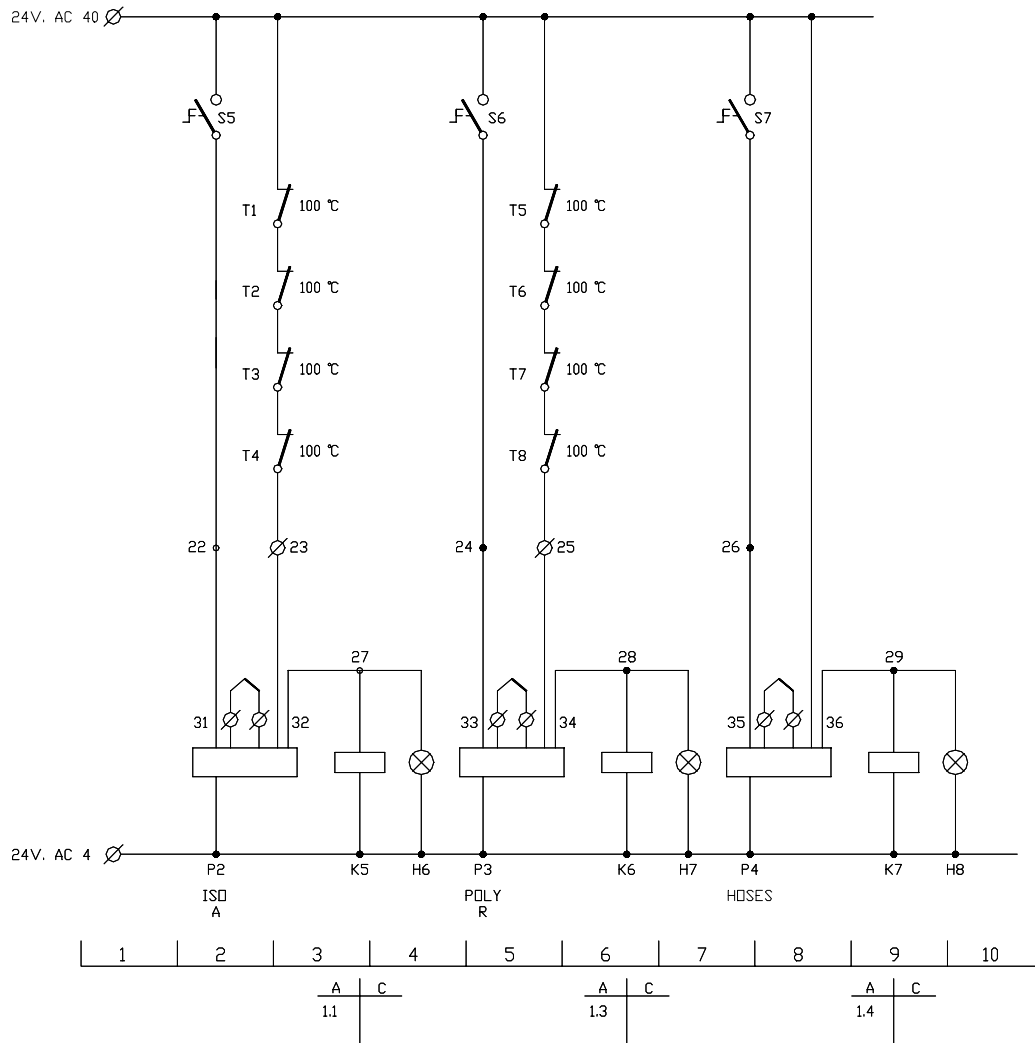 24V. AC 40
S5
S6
S7
T1 100 °C
T5 100 °C
T2 100 °C
T6 100 °C
T3 100 °C
T7 100 °C
T4 100 °C
T8 100 °C
22
23
24
25
26
27
28
29
31
32
33
34
35
36
24V. AC 4
P2
K5
H6
P3
K6
H7
P4
K7
H8
ISO
A
POLY
R
HOSES
1 2 3 4 5 6 7 8 9 10
A C
1.1
A C
1.3
A C
1.4